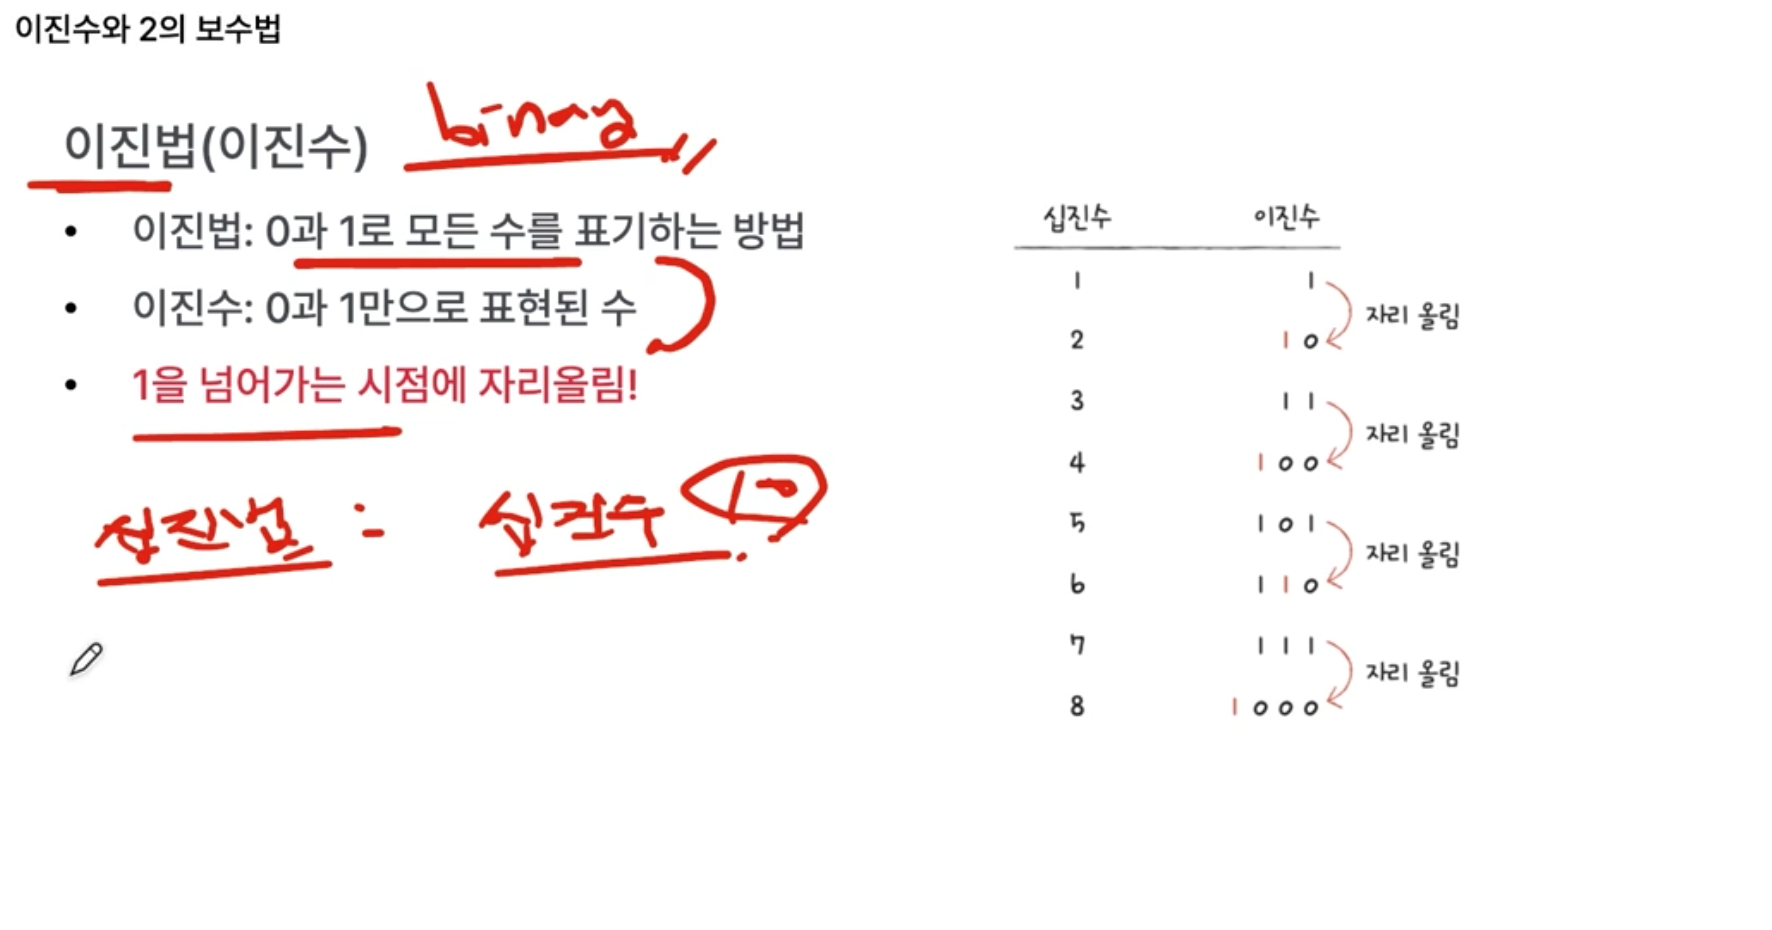 이진수와 2의 보수법
이진법(이진수) binary
• 이진법: 0과 1로 모든 수를 표기하는 방법
• 이진수: 0과 1만으로 표현된 수
• 1을 넘어가는 시점에 자리올림!
십진법 : 십진수 10
십진수 이진수
1 1
자리 올림
2 10
3 11
자리 올림
4 100
5 101
자리 올림
6 110
7 111
자리 올림
8 1000